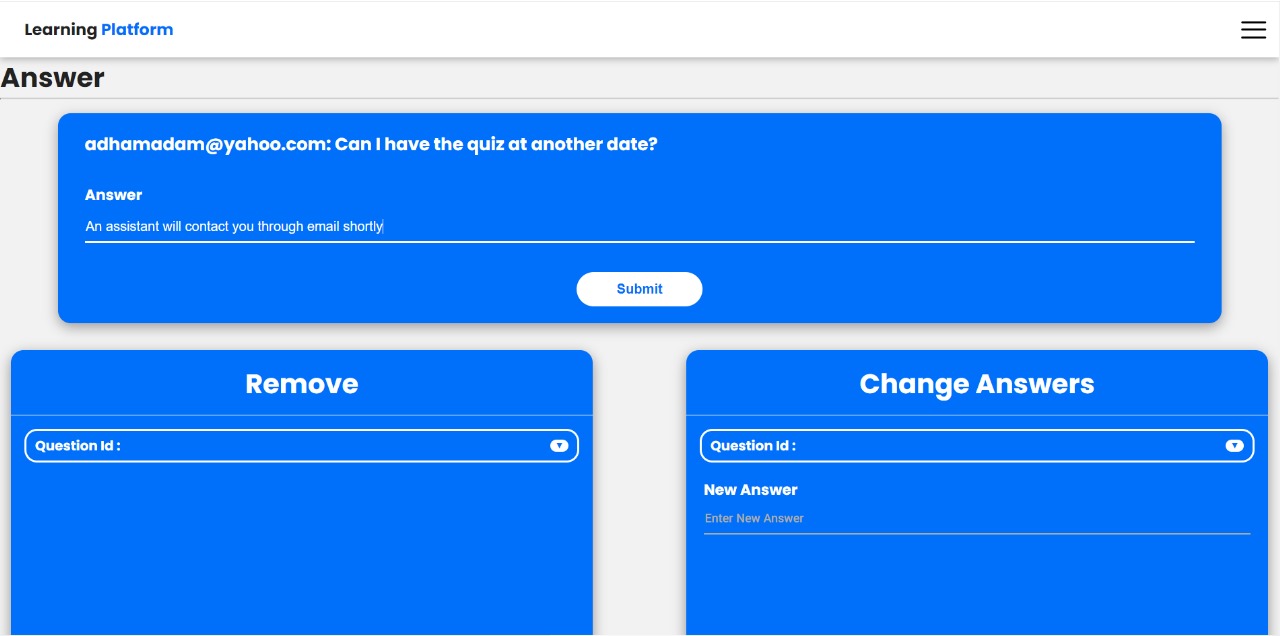 Learning Platform
Answer
adhamadam@yahoo.com: Can I have the quiz at another date?
Answer
An assistant will contact you through email shortly
Submit
Remove
Question Id :
Change Answers
Question Id :
New Answer
Enter New Answer